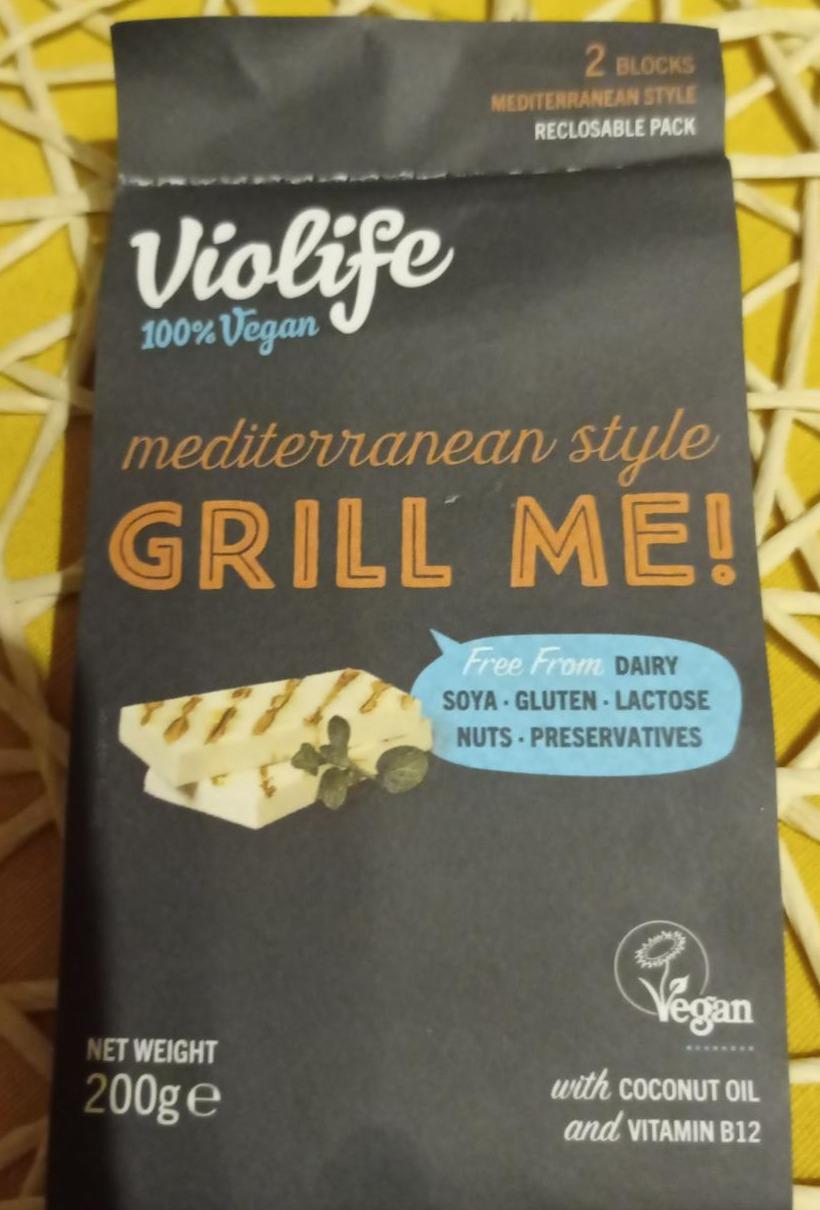 2 BLOCKS
MEDITERRANEAN STYLE
RECLOSABLE PACK
Violife
100% Vegan
mediterranean style
GRILL ME!
Free From DAIRY
SOYA · GLUTEN · LACTOSE
NUTS · PRESERVATIVES
Vegan
NET WEIGHT
200g e
with COCONUT OIL
and VITAMIN B12